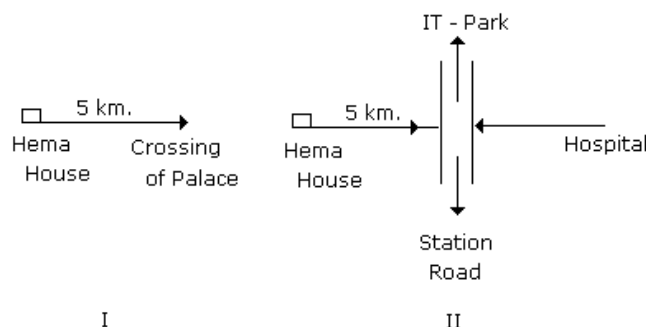 5 km.
Hema
House
Crossing
of Palace
I
IT - Park
5 km.
Hema
House
Hospital
Station
Road
II